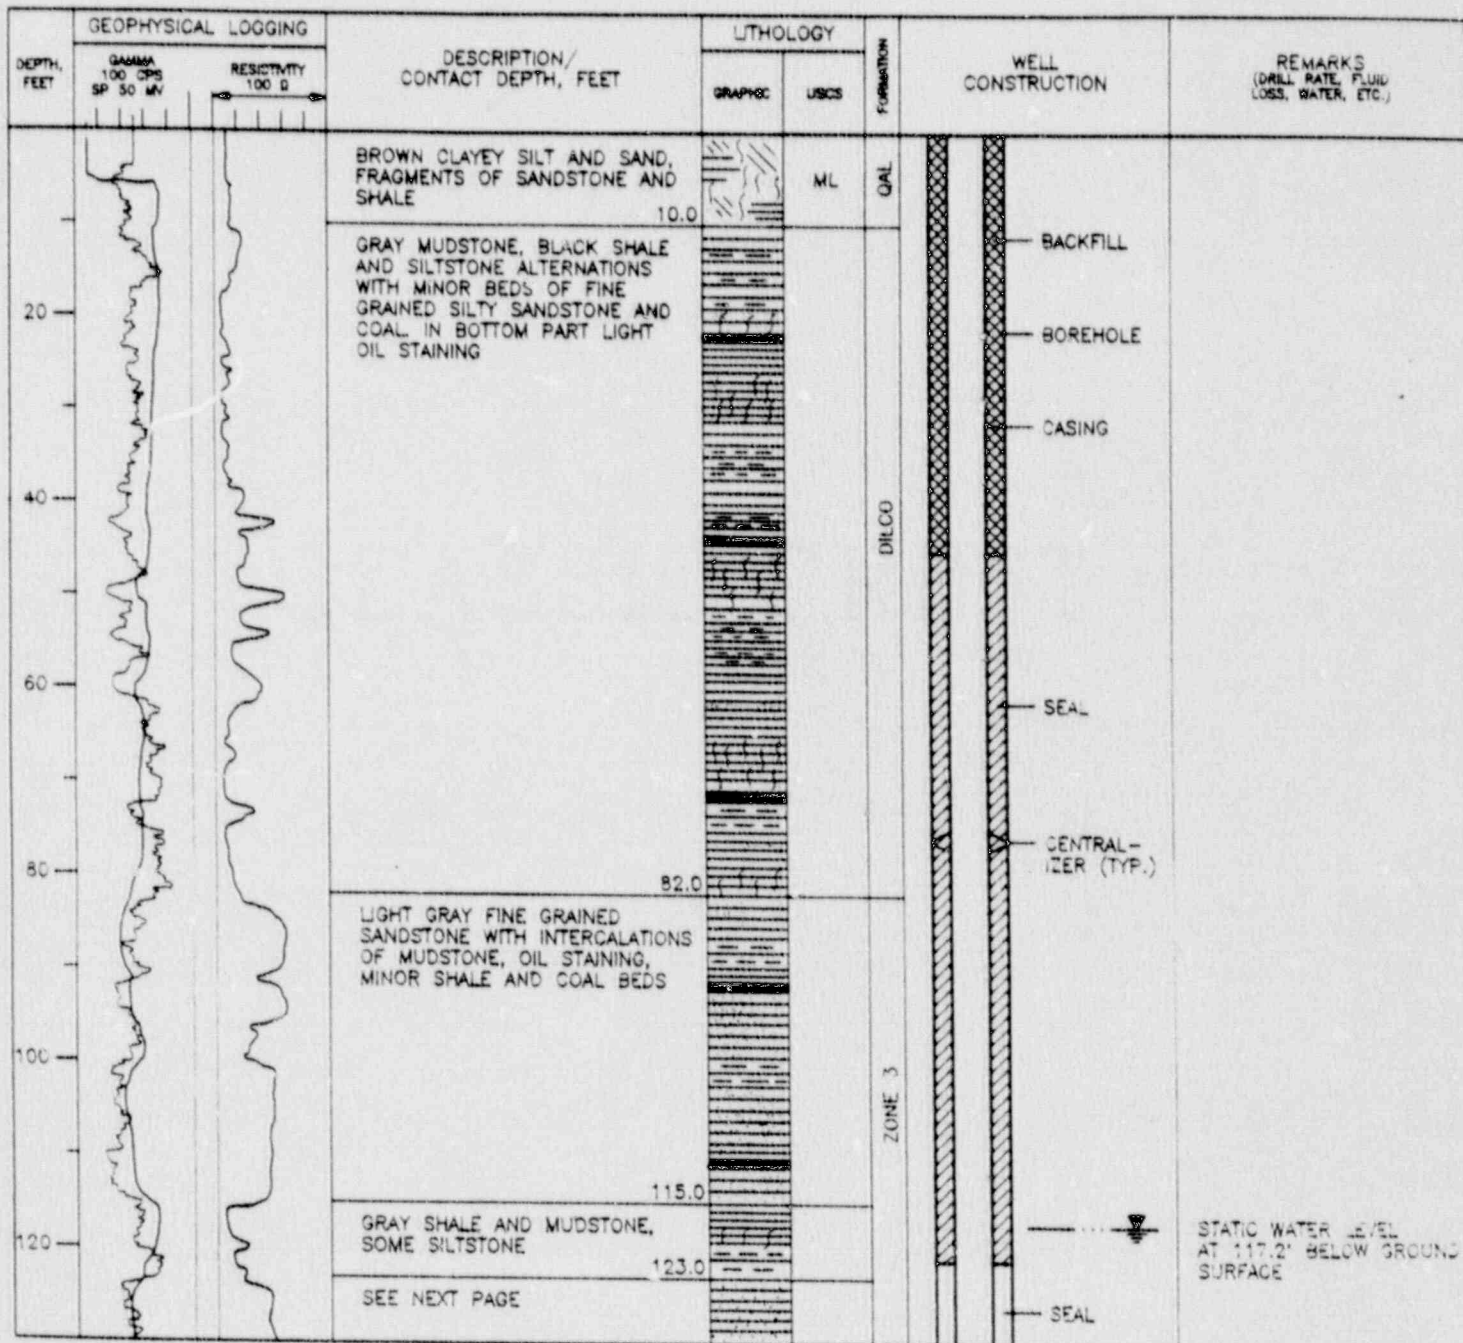 GEOPHYSICAL LOGGING
DEPTH,
FEET
GAMMA
100 CPS
SP 50 MV
RESICTIVITY
100 Ω
DESCRIPTION/
CONTACT DEPTH, FEET
LITHOLOGY
GRAPHIC
USCS
FORMATION
WELL
CONSTRUCTION
REMARKS
(DRILL RATE, FLUID
LOSS, WATER, ETC.)
BROWN CLAYEY SILT AND SAND,
FRAGMENTS OF SANDSTONE AND
SHALE
10.0
ML
QAL
GRAY MUDSTONE, BLACK SHALE
AND SILTSTONE ALTERNATIONS
WITH MINOR BEDS OF FINE
GRAINED SILTY SANDSTONE AND
COAL. IN BOTTOM PART LIGHT
OIL STAINING
82.0
DILCO
BACKFILL
BOREHOLE
CASING
SEAL
CENTRAL-
IZER (TYP.)
20
40
60
80
100
120
LIGHT GRAY FINE GRAINED
SANDSTONE WITH INTERCALATIONS
OF MUDSTONE, OIL STAINING,
MINOR SHALE AND COAL BEDS
115.0
ZONE 3
GRAY SHALE AND MUDSTONE,
SOME SILTSTONE
123.0
STATIC WATER LEVEL
AT 117.2' BELOW GROUND
SURFACE
SEE NEXT PAGE
SEAL